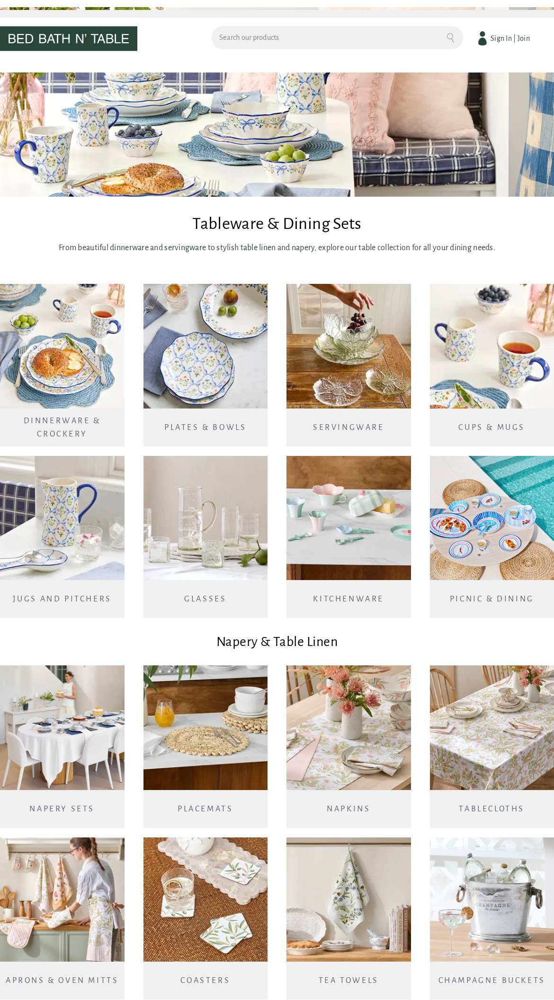 BED BATH N' TABLE
Search our products
Sign In | Join
Tableware & Dining Sets
From beautiful dinnerware and servingware to stylish table linen and napery, explore our table collection for all your dining needs.
DINNERWARE &
CROCKERY
PLATES & BOWLS
SERVINGWARE
CUPS & MUGS
JUGS AND PITCHERS
GLASSES
KITCHENWARE
PICNIC & DINING
Napery & Table Linen
NAPERY SETS
PLACEMATS
NAPKINS
TABLECLOTHS
CHAMPAGNE
APRONS & OVEN MITTS
COASTERS
TEA TOWELS
CHAMPAGNE BUCKETS